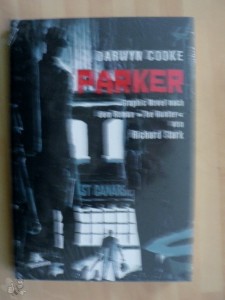 DARWYN COOKE
PARKER
Graphic Novel nach
dem Roman »The Hunter«
von
Richard Stark